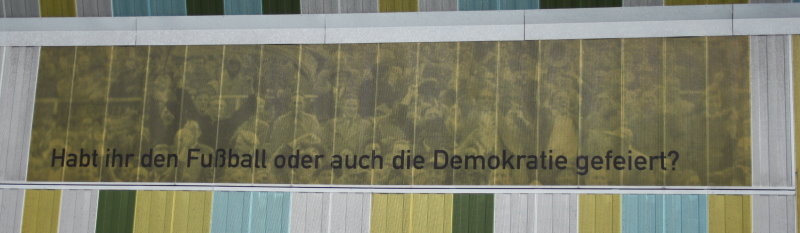 Habt ihr den Fußball oder auch die Demokratie gefeiert?